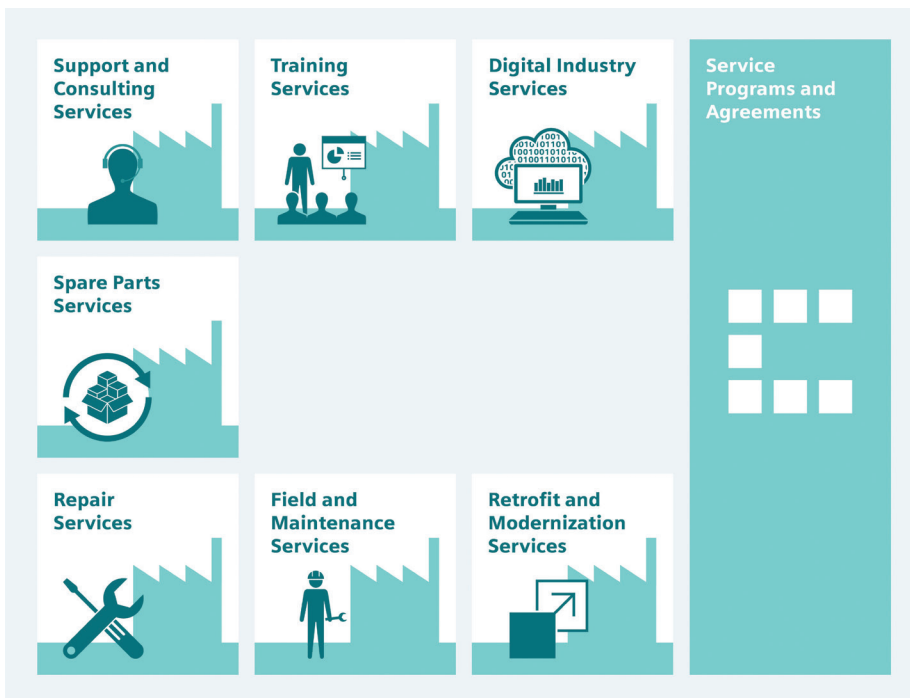 Support and
Consulting
Services
Training
Services
Digital Industry
Services
Service
Programs and
Agreements
Spare Parts
Services
Repair
Services
Field and
Maintenance
Services
Retrofit and
Modernization
Services